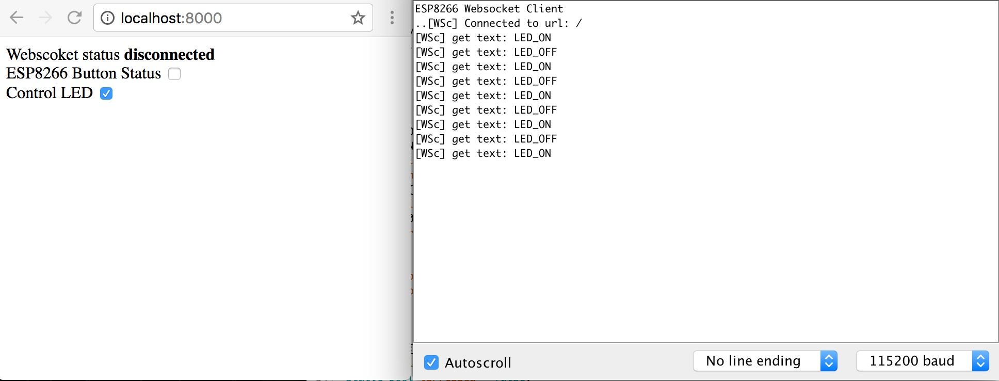 localhost:8000
Webscoket status disconnected
ESP8266 Button Status
Control LED
ESP8266 Websocket Client
..[WSc] Connected to url: /
[WSc] get text: LED_ON
[WSc] get text: LED_OFF
[WSc] get text: LED_ON
[WSc] get text: LED_OFF
[WSc] get text: LED_ON
[WSc] get text: LED_OFF
[WSc] get text: LED_ON
[WSc] get text: LED_OFF
[WSc] get text: LED_ON
Autoscroll
No line ending
115200 baud